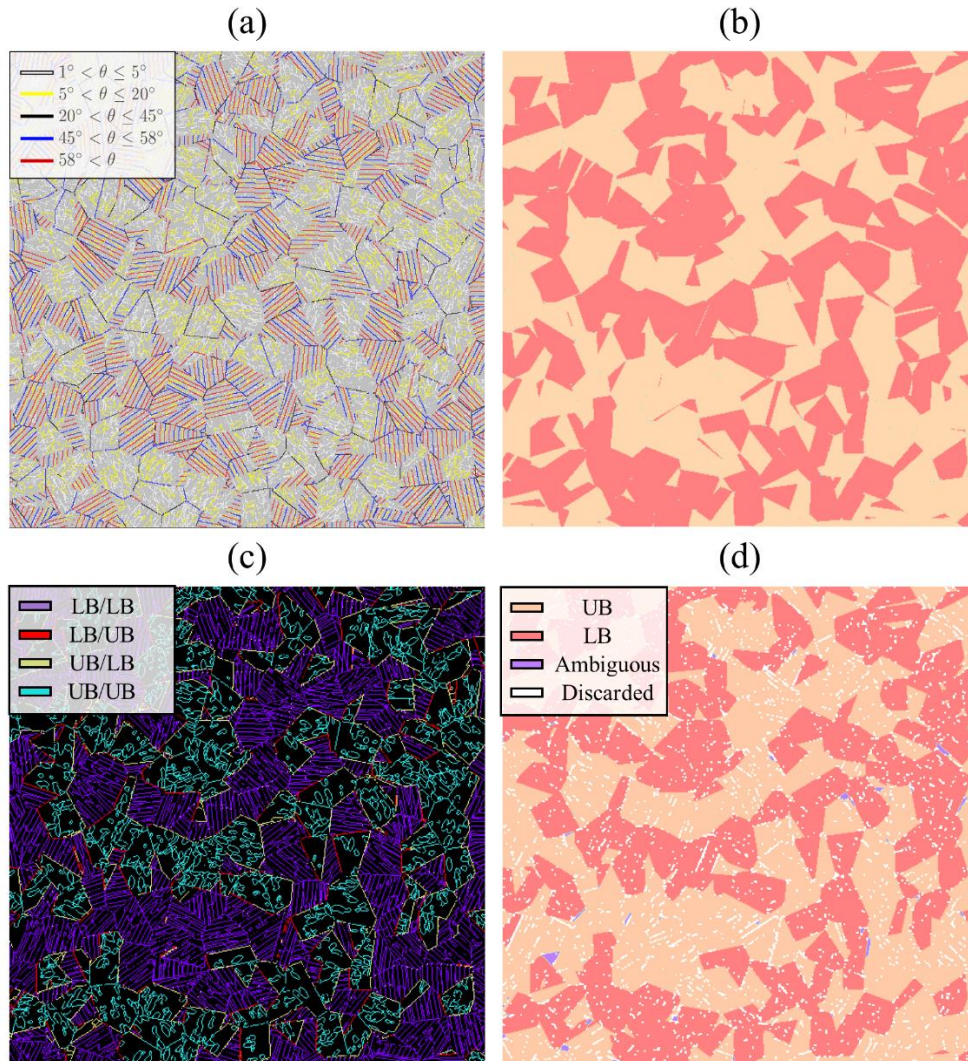 (a)
1° < θ ≤ 5°
5° < θ ≤ 20°
20° < θ ≤ 45°
45° < θ ≤ 58°
58° < θ
(b)
(c)
LB/LB
LB/UB
UB/LB
UB/UB
(d)
UB
LB
Ambiguous
Discarded